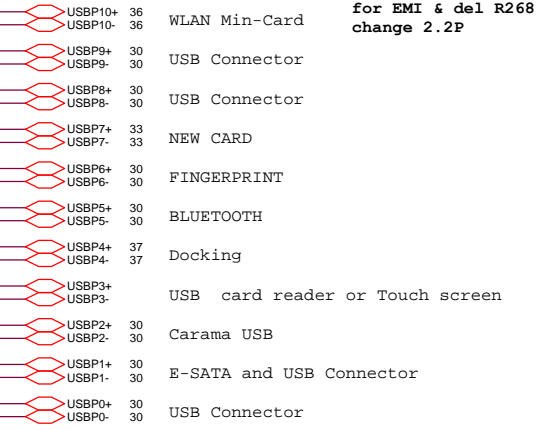 for EMI & del R268
change 2.2P
USBP10+ 36
USBP10- 36
WLAN Min-Card
USBP9+ 30
USBP9- 30
USB Connector
USBP8+ 30
USBP8- 30
USB Connector
USBP7+ 33
USBP7- 33
NEW CARD
USBP6+ 30
USBP6- 30
FINGERPRINT
USBP5+ 30
USBP5- 30
BLUETOOTH
USBP4+ 37
USBP4- 37
Docking
USBP3+
USBP3-
USB card reader or Touch screen
USBP2+ 30
USBP2- 30
Carama USB
USBP1+ 30
USBP1- 30
E-SATA and USB Connector
USBP0+ 30
USBP0- 30
USB Connector